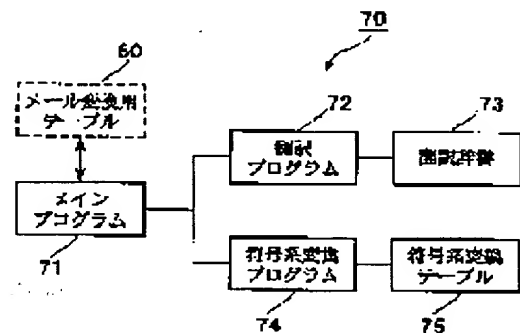 70
60
メール変換用
テーブル
72
翻訳
プログラム
73
翻訳辞書
メイン
プログラム
71
符号系変換
プログラム
74
符号系変換
テーブル
75